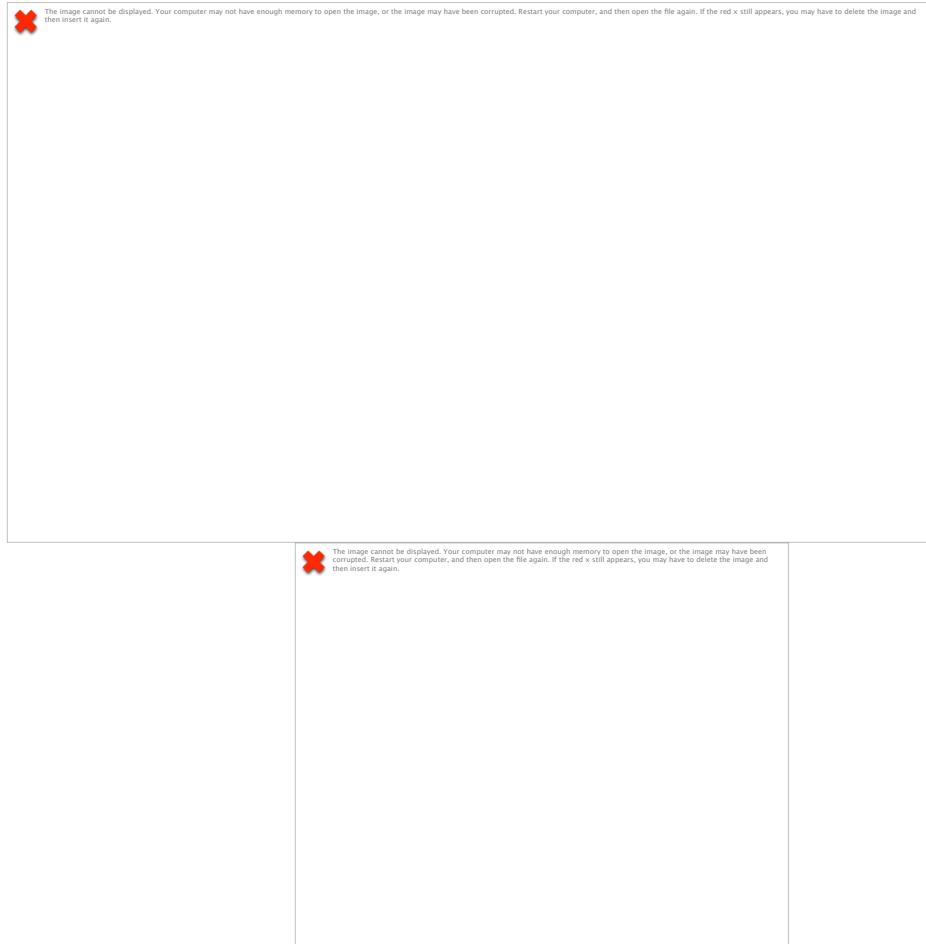 The image cannot be displayed. Your computer may not have enough memory to open the image, or the image may have been corrupted. Restart your computer, and then open the file again. If the red x still appears, you may have to delete the image and
then insert it again.
The image cannot be displayed. Your computer may not have enough memory to open the image, or the image may have been
corrupted. Restart your computer, and then open the file again. If the red x still appears, you may have to delete the image and
then insert it again.